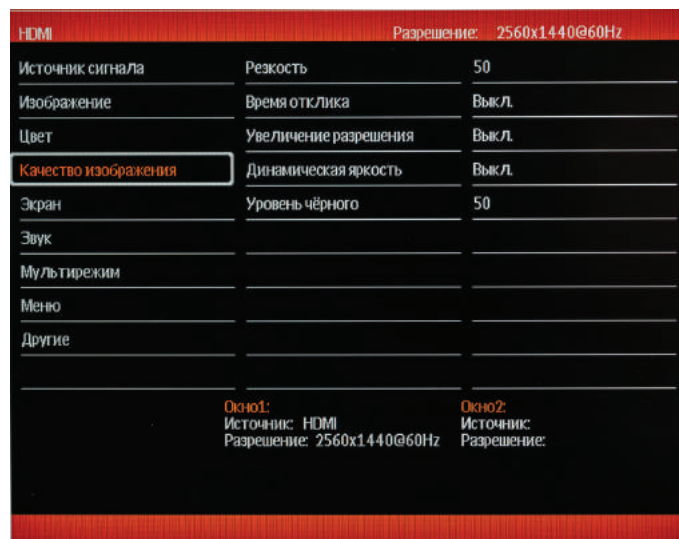 HDMI Разрешение: 2560x1440@60Hz
Источник сигнала Резкость 50
Изображение Время отклика Выкл.
Цвет Увеличение разрешения Выкл.
Качество изображения Динамическая яркость Выкл.
Экран Уровень чёрного 50
Звук
Мультирежим
Меню
Другие
Окно1: Окно2:
Источник: HDMI Источник:
Разрешение: 2560x1440@60Hz Разрешение: